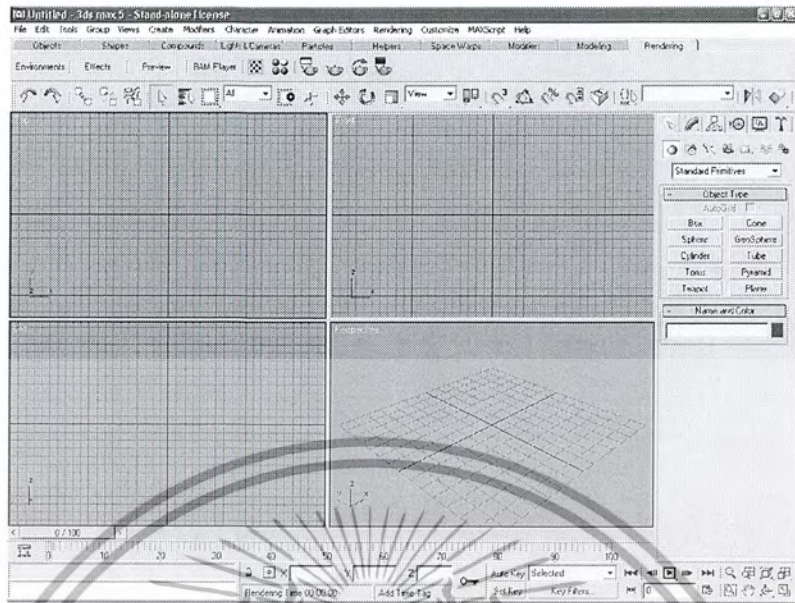 Untitled - 3ds max 5 - Stand-alone License
File Edit Tools Group Views Create Modifiers Character Animation Graph Editors Rendering Customize MAXScript Help
Objects Shapes Compounds Lights & Cameras Particles Helpers Space Warps Modifiers Modeling Rendering
Environments Effects Preview RAM Player
All View
Standard Primitives
Object Type
AutoGrid
Box Cone
Sphere GeoSphere
Cylinder Tube
Torus Pyramid
Teapot Plane
Name and Color
Perspective
0 / 100
0 10 20 30 40 50 60 70 80 90 100
X Y Z Auto Key Selected
Rendering Time 00:00:00 Add Time Tag Set Key Key Filters... 0